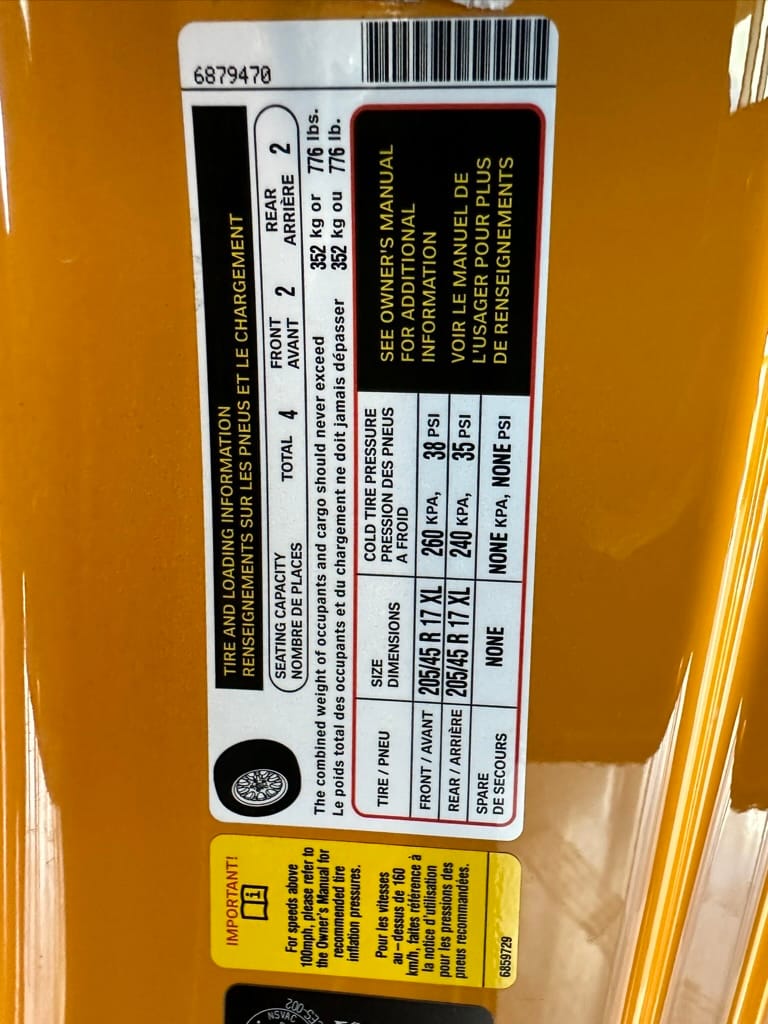 6879470
TIRE AND LOADING INFORMATION
RENSEIGNEMENTS SUR LES PNEUS ET LE CHARGEMENT
SEATING CAPACITY
NOMBRE DE PLACES
TOTAL 4
FRONT
AVANT 2
REAR
ARRIÈRE 2
The combined weight of occupants and cargo should never exceed 352 kg or 776 lbs.
Le poids total des occupants et du chargement ne doit jamais dépasser 352 kg ou 776 lb.
TIRE / PNEU
SIZE
DIMENSIONS
COLD TIRE PRESSURE
PRESSION DES PNEUS
A FROID
FRONT / AVANT 205/45 R 17 XL 260 KPA, 38 PSI
REAR / ARRIÈRE 205/45 R 17 XL 240 KPA, 35 PSI
SPARE
DE SECOURS NONE NONE KPA, NONE PSI
SEE OWNER'S MANUAL
FOR ADDITIONAL
INFORMATION
VOIR LE MANUEL DE
L'USAGER POUR PLUS
DE RENSEIGNEMENTS
IMPORTANT!
For speeds above
100mph, please refer to
the Owner's Manual for
recommended tire
inflation pressures.
Pour les vitesses
au-dessus de 160
km/h, faites référence à
la notice d'utilisation
pour les pressions des
pneus recommandées.
6859729
NSVAC